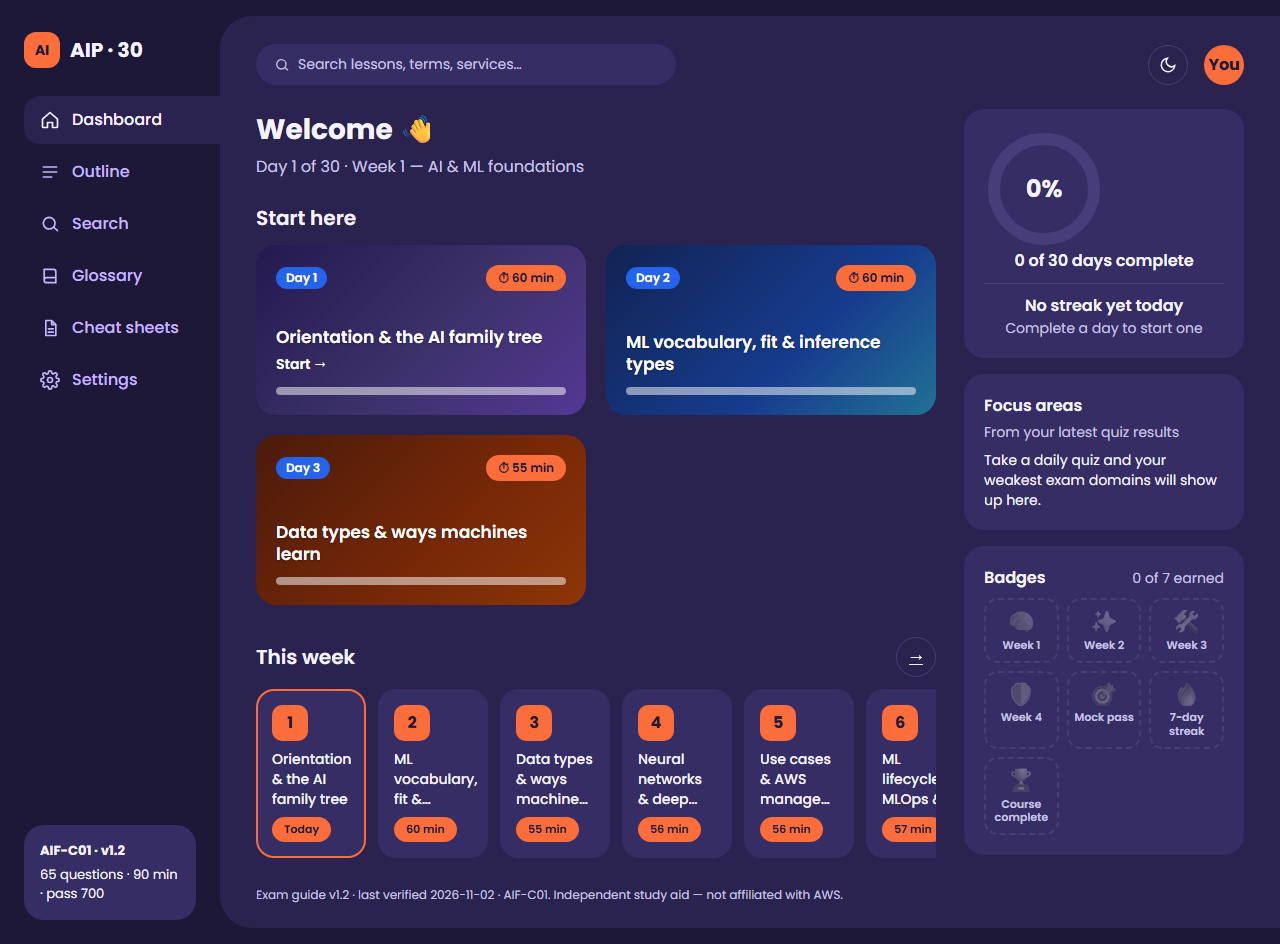 AI
AIP · 30
Dashboard
Outline
Search
Glossary
Cheat sheets
Settings
AIF-C01 · v1.2
65 questions · 90 min
· pass 700
Search lessons, terms, services…
You
Welcome 👋
Day 1 of 30 · Week 1 — AI & ML foundations
Start here
Day 1
⏱ 60 min
Orientation & the AI family tree
Start →
Day 2
⏱ 60 min
ML vocabulary, fit & inference
types
Day 3
⏱ 55 min
Data types & ways machines
learn
This week
→
1
Orientation
& the AI
family tree
Today
2
ML
vocabulary,
fit &…
60 min
3
Data types
& ways
machine…
55 min
4
Neural
networks
& deep…
56 min
5
Use cases
& AWS
manage…
56 min
6
ML
lifecycle
MLOps &
57 min
Exam guide v1.2 · last verified 2026-11-02 · AIF-C01. Independent study aid — not affiliated with AWS.
0%
0 of 30 days complete
No streak yet today
Complete a day to start one
Focus areas
From your latest quiz results
Take a daily quiz and your
weakest exam domains will show
up here.
Badges
0 of 7 earned
Week 1
Week 2
Week 3
Week 4
Mock pass
7-day
streak
Course
complete